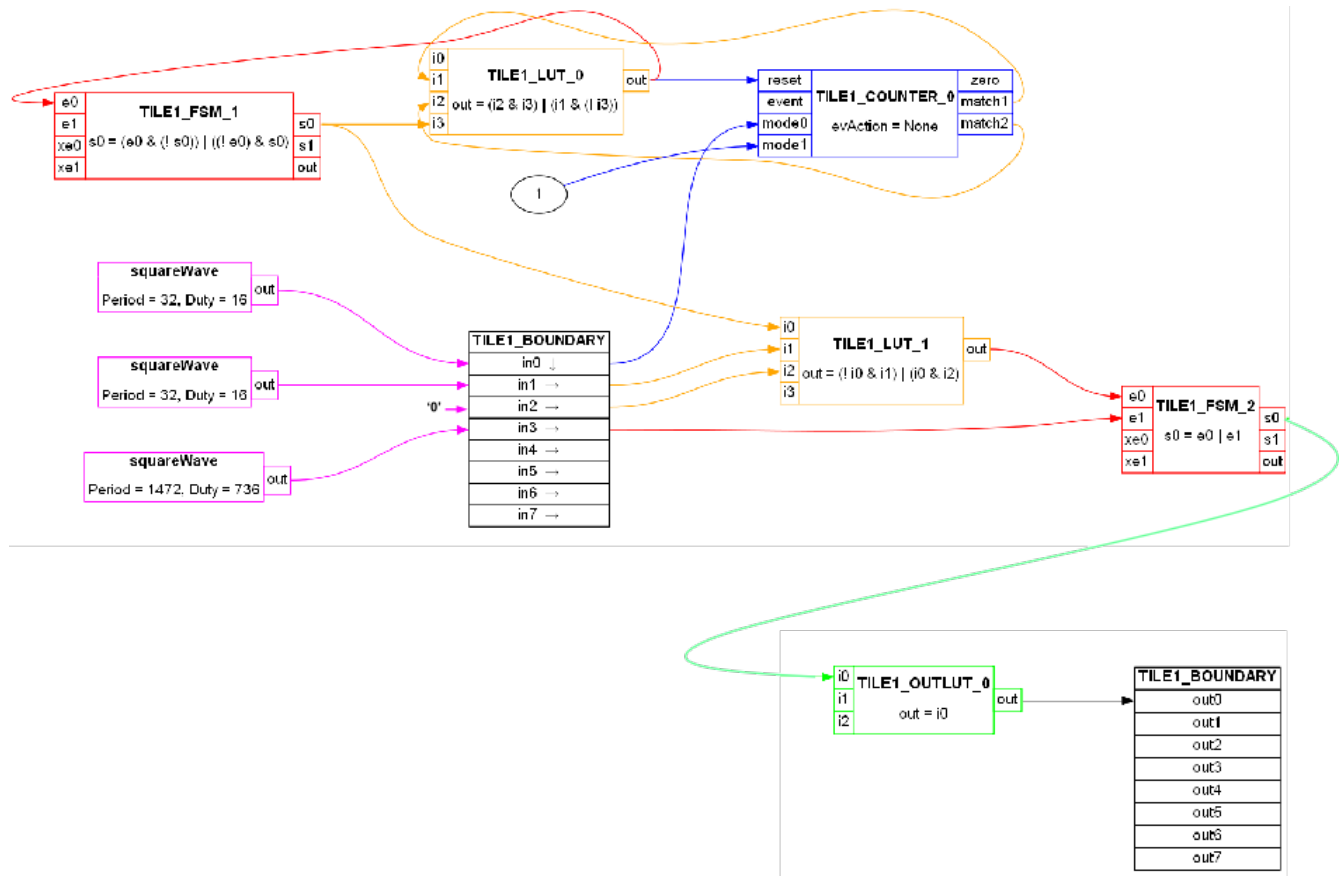 TILE1_FSM_1
e0
e1
xe0
xe1
s0 = (e0 & (! s0)) | ((! e0) & s0)
s0
s1
out
TILE1_LUT_0
i0
i1
i2
i3
out = (i2 & i3) | (i1 & (! i3))
out
TILE1_COUNTER_0
reset
event
mode0
mode1
evAction = None
zero
match1
match2
1
squareWave
Period = 32, Duty = 16
out
squareWave
Period = 32, Duty = 16
out
'0'
squareWave
Period = 1472, Duty = 736
out
TILE1_BOUNDARY
in0 ↓
in1 →
in2 →
in3 →
in4 →
in5 →
in6 →
in7 →
TILE1_LUT_1
i0
i1
i2
i3
out = (! i0 & i1) | (i0 & i2)
out
TILE1_FSM_2
e0
e1
xe0
xe1
s0 = e0 | e1
s0
s1
out
TILE1_OUTLUT_0
i0
i1
i2
out = i0
out
TILE1_BOUNDARY
out0
out1
out2
out3
out4
out5
out6
out7